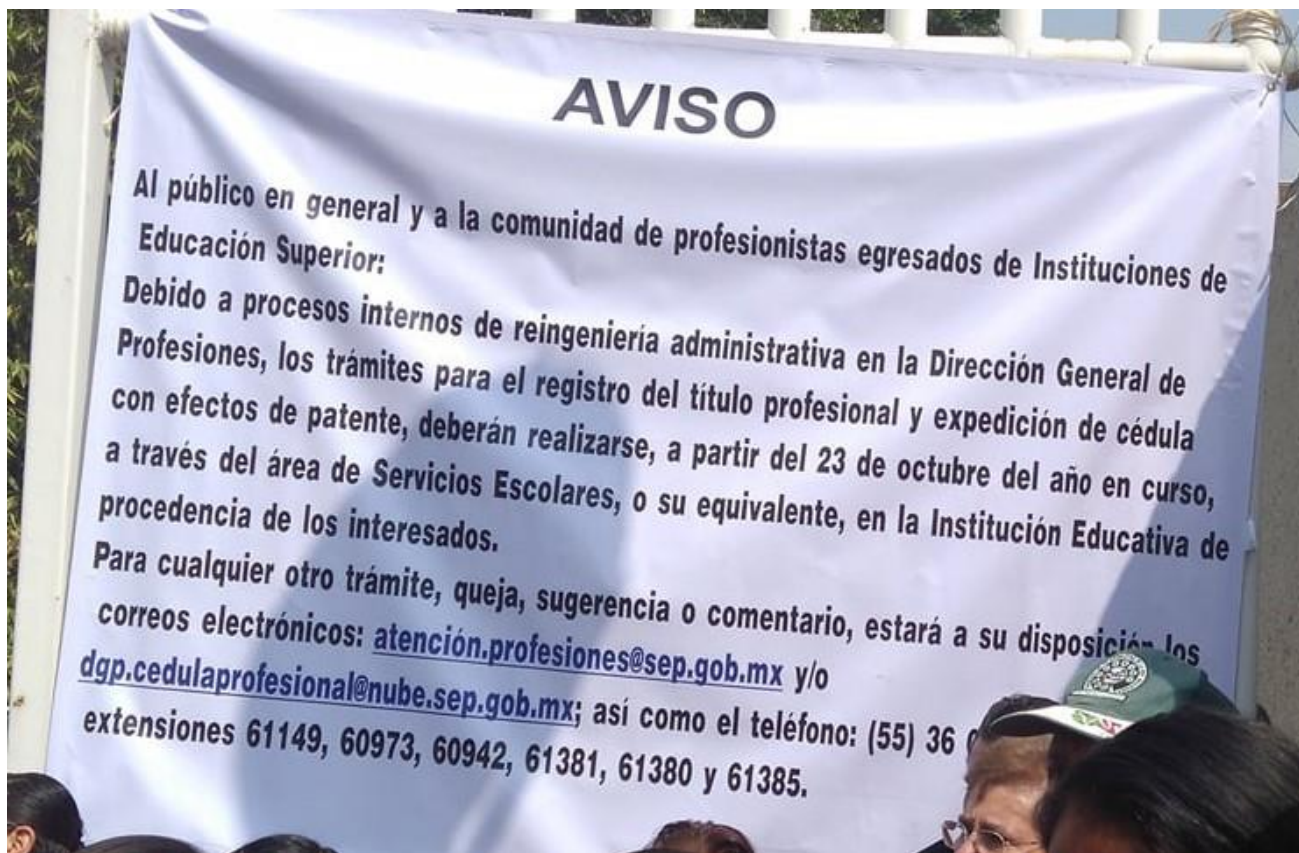 AVISO
Al público en general y a la comunidad de profesionistas egresados de Instituciones de
Educación Superior:
Debido a procesos internos de reingeniería administrativa en la Dirección General de
Profesiones, los trámites para el registro del título profesional y expedición de cédula
con efectos de patente, deberán realizarse, a partir del 23 de octubre del año en curso,
a través del área de Servicios Escolares, o su equivalente, en la Institución Educativa de
procedencia de los interesados.
Para cualquier otro trámite, queja, sugerencia o comentario, estará a su disposición los
correos electrónicos: atención.profesiones@sep.gob.mx y/o
dgp.cedulaprofesional@nube.sep.gob.mx; así como el teléfono: (55) 36
extensiones 61149, 60973, 60942, 61381, 61380 y 61385.